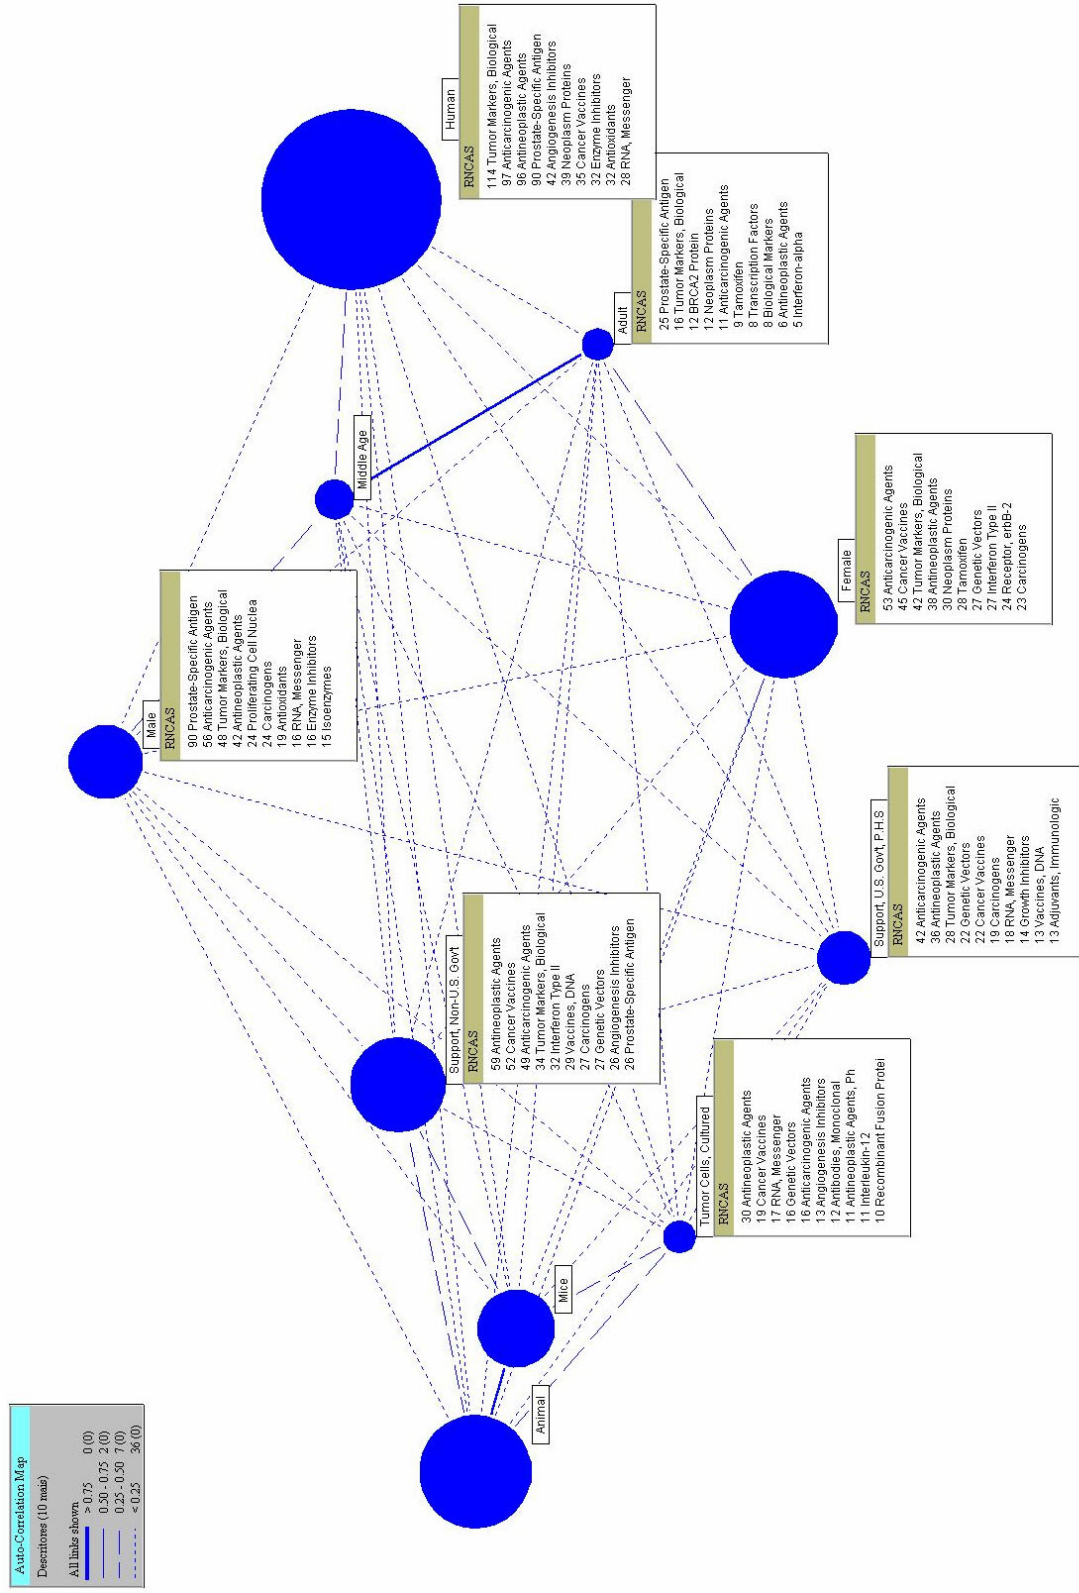 Auto-Correlation Map
Descritores (10 mais)
All links shown
> 0.75 0 (0)
0.50 - 0.75 2 (0)
0.25 - 0.50 7 (0)
< 0.25 36 (0)
Male
RNCAS
90 Prostate-Specific Antigen
56 Anticarcinogenic Agents
48 Tumor Markers, Biological
42 Antineoplastic Agents
24 Proliferating Cell Nuclea
24 Carcinogens
19 Antioxidants
16 RNA, Messenger
16 Enzyme Inhibitors
15 Isoenzymes
Middle Age
Human
RNCAS
114 Tumor Markers, Biological
97 Anticarcinogenic Agents
96 Antineoplastic Agents
90 Prostate-Specific Antigen
42 Angiogenesis Inhibitors
39 Neoplasm Proteins
35 Cancer Vaccines
32 Enzyme Inhibitors
32 Antioxidants
28 RNA, Messenger
Support, Non-U.S. Gov't
RNCAS
59 Antineoplastic Agents
52 Cancer Vaccines
49 Anticarcinogenic Agents
34 Tumor Markers, Biological
32 Interferon Type II
29 Vaccines, DNA
27 Carcinogens
27 Genetic Vectors
26 Angiogenesis Inhibitors
26 Prostate-Specific Antigen
Animal
Mice
Adult
RNCAS
25 Prostate-Specific Antigen
16 Tumor Markers, Biological
12 BRCA2 Protein
12 Neoplasm Proteins
11 Anticarcinogenic Agents
9 Tamoxifen
8 Transcription Factors
8 Biological Markers
6 Antineoplastic Agents
5 Interferon-alpha
Tumor Cells, Cultured
RNCAS
30 Antineoplastic Agents
19 Cancer Vaccines
17 RNA, Messenger
16 Genetic Vectors
16 Anticarcinogenic Agents
13 Angiogenesis Inhibitors
12 Antibodies, Monoclonal
11 Antineoplastic Agents, Ph
11 Interleukin-12
10 Recombinant Fusion Protei
Female
RNCAS
53 Anticarcinogenic Agents
45 Cancer Vaccines
42 Tumor Markers, Biological
38 Antineoplastic Agents
30 Neoplasm Proteins
28 Tamoxifen
27 Genetic Vectors
27 Interferon Type II
24 Receptor, erbB-2
23 Carcinogens
Support, U.S. Gov't, P.H.S
RNCAS
42 Anticarcinogenic Agents
36 Antineoplastic Agents
28 Tumor Markers, Biological
22 Genetic Vectors
22 Cancer Vaccines
19 Carcinogens
18 RNA, Messenger
14 Growth Inhibitors
13 Vaccines, DNA
13 Adjuvants, Immunologic